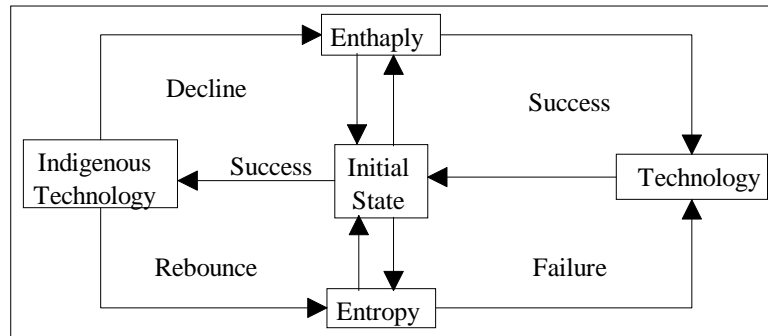 Enthaply
Decline
Success
Indigenous
Technology
Success
Initial
State
Technology
Rebounce
Failure
Entropy